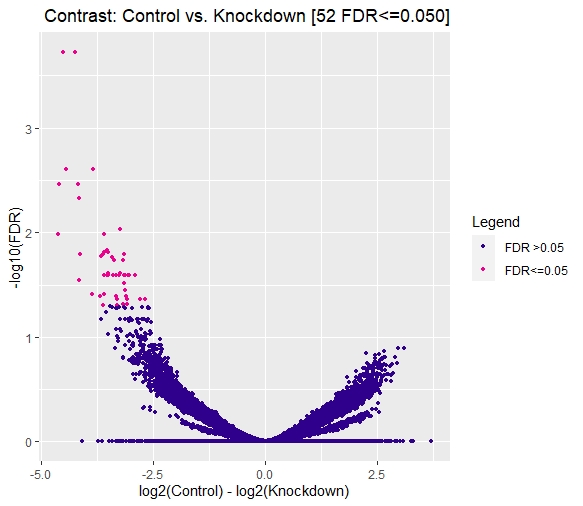 Contrast: Control vs. Knockdown [52 FDR<=0.050]
-log10(FDR)
3
2
1
0
-5.0
-2.5
0.0
2.5
log2(Control) - log2(Knockdown)
Legend
FDR >0.05
FDR<=0.05